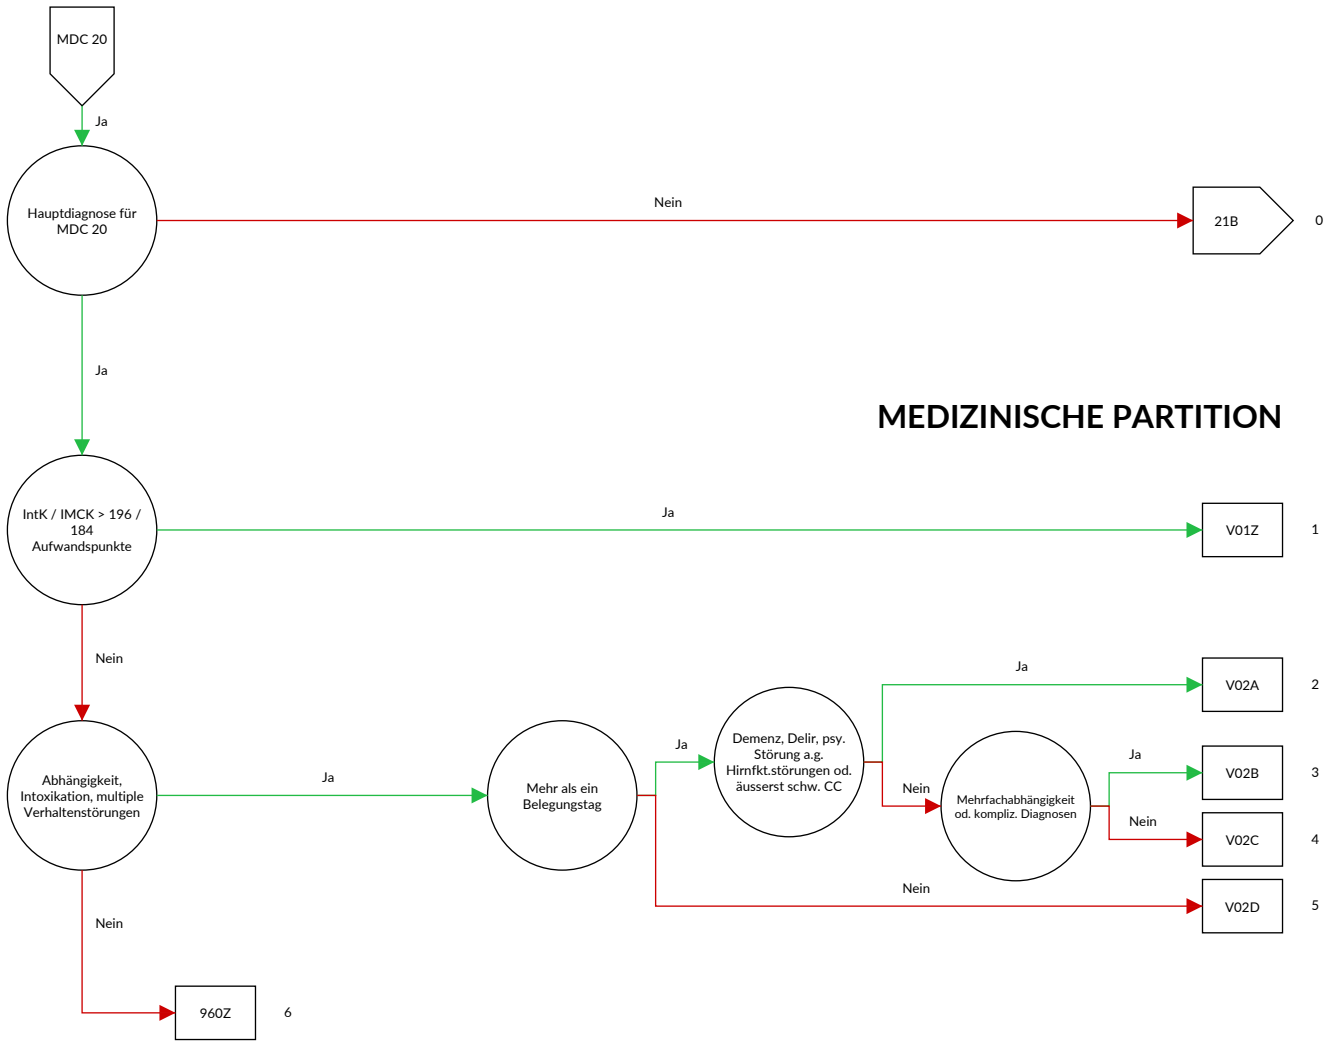 MDC 20
Ja
Hauptdiagnose für
MDC 20
Nein
21B
0
Ja
MEDIZINISCHE PARTITION
IntK / IMCK > 196 /
184
Aufwandspunkte
Ja
V01Z
1
Nein
Abhängigkeit,
Intoxikation, multiple
Verhaltenstörungen
Ja
Mehr als ein
Belegungstag
Ja
Demenz, Delir, psy.
Störung a.g.
Hirnfkt.störungen od.
äusserst schw. CC
Ja
V02A
2
Nein
Mehrfachabhängigkeit
od. kompliz. Diagnosen
Ja
V02B
3
Nein
V02C
4
Nein
V02D
5
Nein
960Z
6